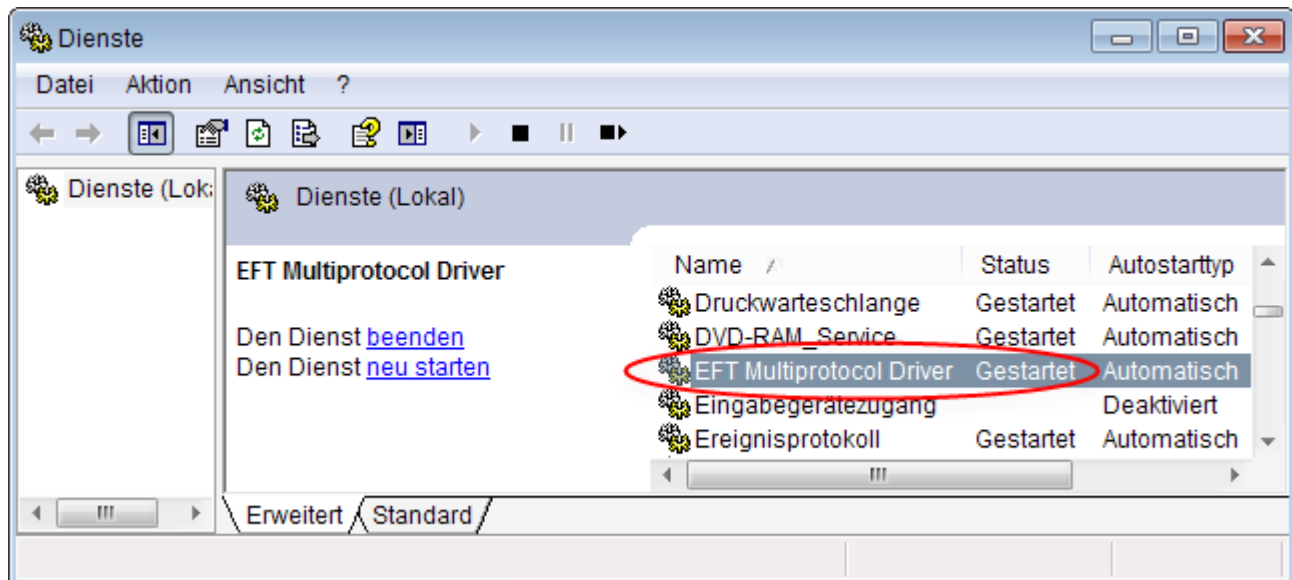 Dienste
Datei Aktion Ansicht ?
Dienste (Lok
Dienste (Lokal)
EFT Multiprotocol Driver
Den Dienst beenden
Den Dienst neu starten
Name Status Autostarttyp
Druckwarteschlange Gestartet Automatisch
DVD-RAM_Service Gestartet Automatisch
EFT Multiprotocol Driver Gestartet Automatisch
Eingabegerätezugang Deaktiviert
Ereignisprotokoll Gestartet Automatisch
Erweitert Standard